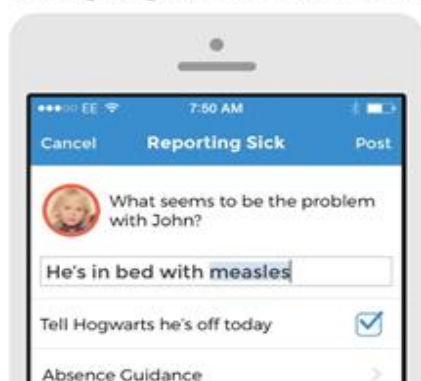 EE 7:50 AM
Cancel Reporting Sick Post
What seems to be the problem
with John?
He's in bed with measles
Tell Hogwarts he's off today
Absence Guidance